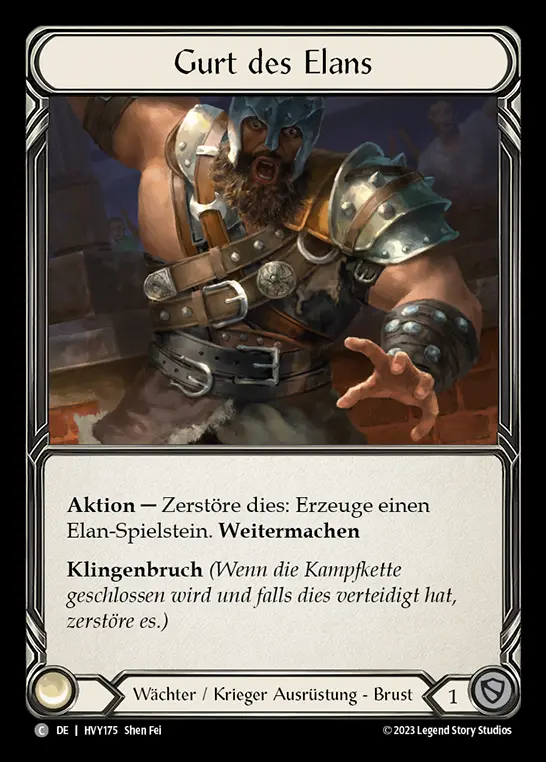 Gurt des Elans
Aktion — Zerstöre dies: Erzeuge einen
Elan-Spielstein. Weitermachen
Klingenbruch (Wenn die Kampfkette
geschlossen wird und falls dies verteidigt hat,
zerstöre es.)
Wächter / Krieger Ausrüstung - Brust
1
C DE | HVY175 Shen Fei
©2023 Legend Story Studios